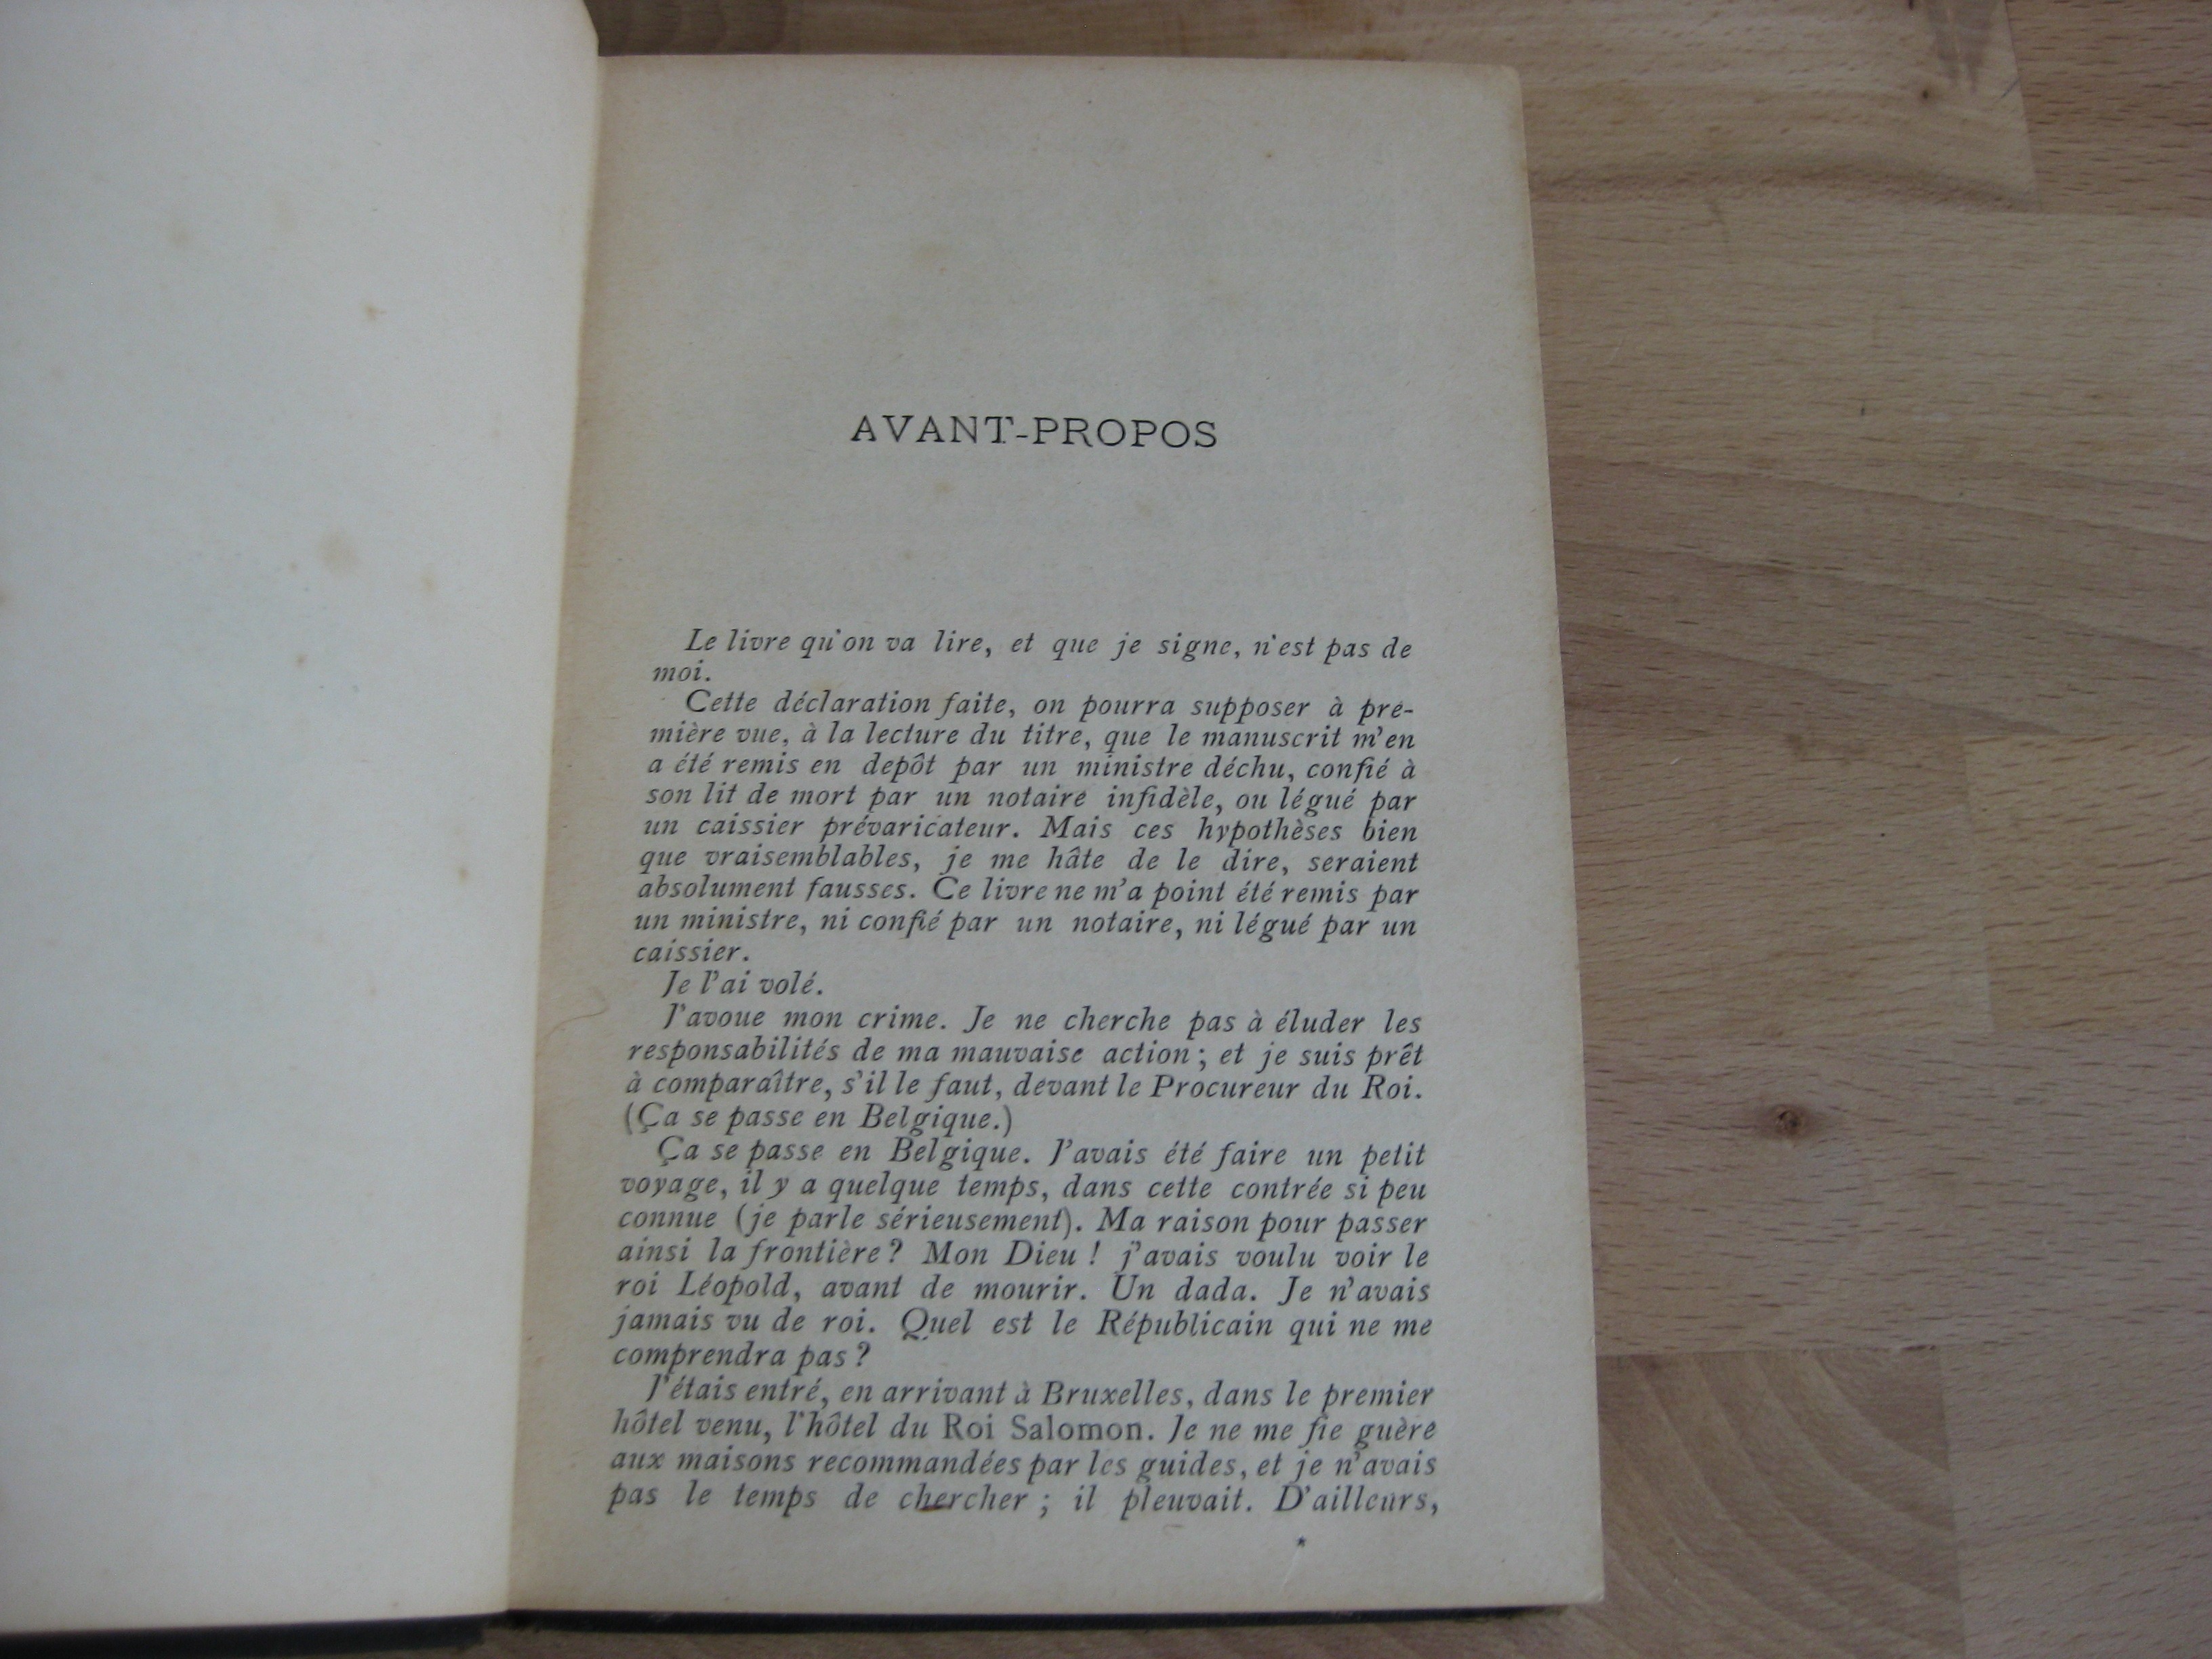 AVANT-PROPOS
Le livre qu'on va lire, et que je signe, n'est pas de
moi.
Cette déclaration faite, on pourra supposer à pre-
mière vue, à la lecture du titre, que le manuscrit m'en
a été remis en depôt par un ministre déchu, confié à
son lit de mort par un notaire infidèle, ou légué par
un caissier prévaricateur. Mais ces hypothèses bien
que vraisemblables, je me hâte de le dire, seraient
absolument fausses. Ce livre ne m'a point été remis par
un ministre, ni confié par un notaire, ni légué par un
caissier.
Je l'ai volé.
J'avoue mon crime. Je ne cherche pas à éluder les
responsabilités de ma mauvaise action ; et je suis prêt
à comparaître, s'il le faut, devant le Procureur du Roi.
(Ça se passe en Belgique.)
Ça se passe en Belgique. J'avais été faire un petit
voyage, il y a quelque temps, dans cette contrée si peu
connue (je parle sérieusement). Ma raison pour passer
ainsi la frontière ? Mon Dieu ! j'avais voulu voir le
roi Léopold, avant de mourir. Un dada. Je n'avais
jamais vu de roi. Quel est le Républicain qui ne me
comprendra pas ?
J'étais entré, en arrivant à Bruxelles, dans le premier
hôtel venu, l'hôtel du Roi Salomon. Je ne me fie guère
aux maisons recommandées par les guides, et je n'avais
pas le temps de chercher ; il pleuvait. D'ailleurs,
*